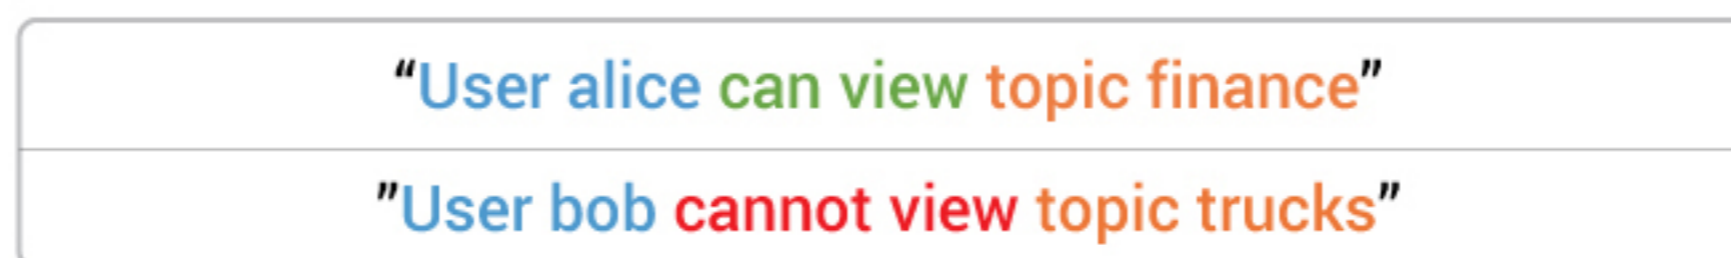 “User alice can view topic finance”
”User bob cannot view topic trucks”